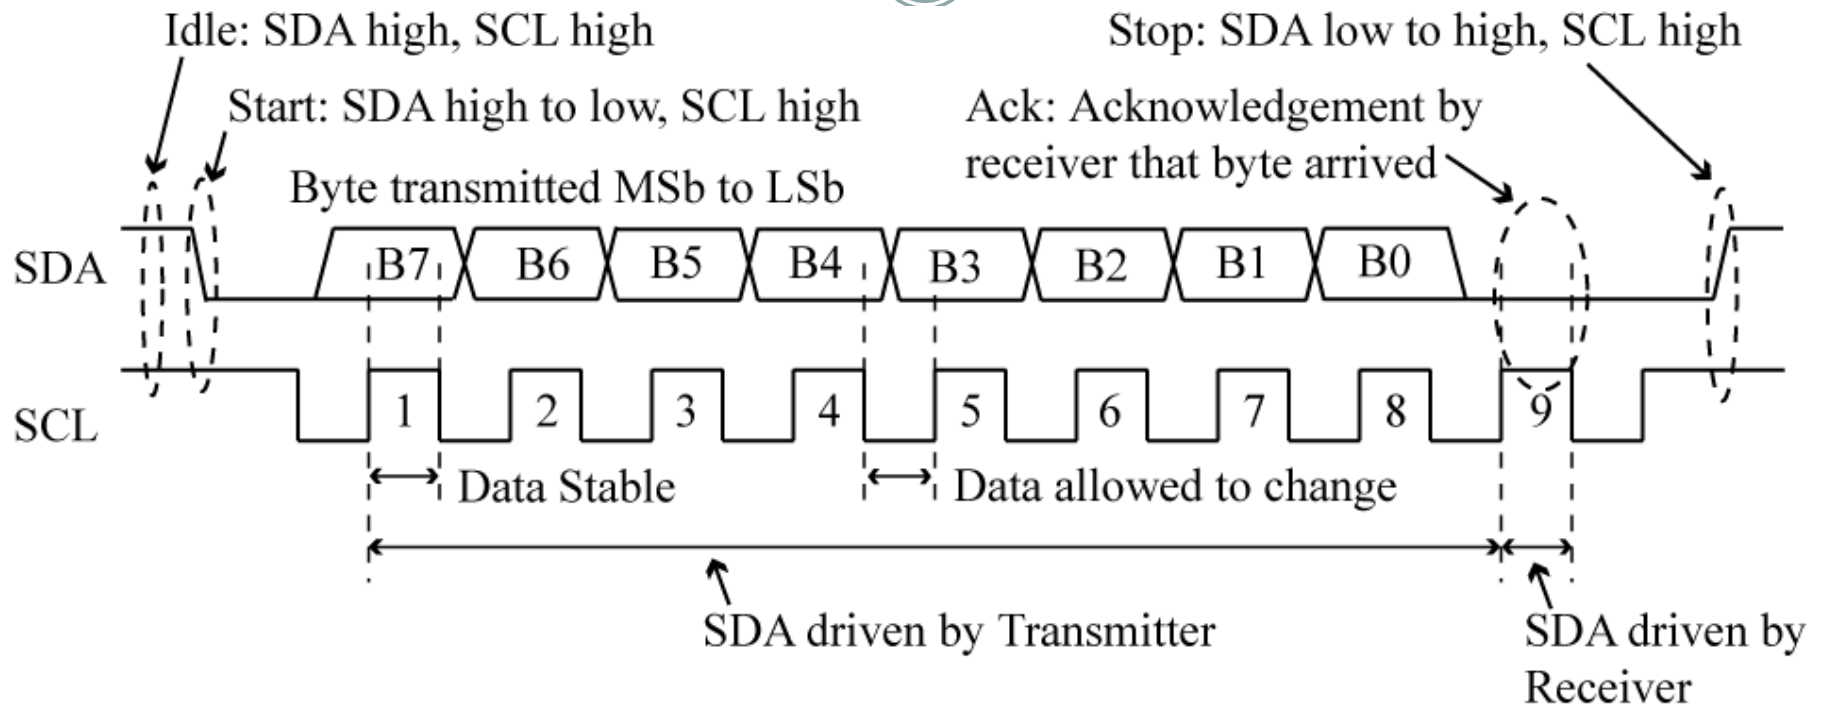 Idle: SDA high, SCL high
Stop: SDA low to high, SCL high
Start: SDA high to low, SCL high
Ack: Acknowledgement by
receiver that byte arrived
Byte transmitted MSb to LSb
SDA
B7
B6
B5
B4
B3
B2
B1
B0
SCL
1
2
3
4
5
6
7
8
9
Data Stable
Data allowed to change
SDA driven by Transmitter
SDA driven by
Receiver